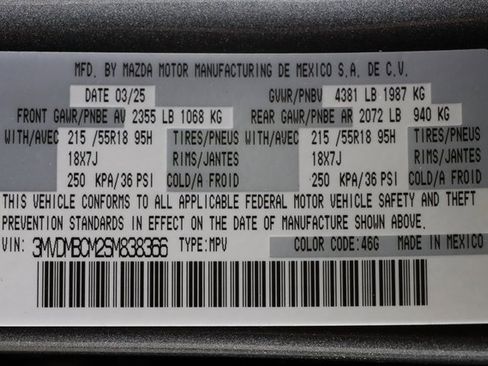 MFD. BY MAZDA MOTOR MANUFACTURING DE MEXICO S.A. DE C.V.
DATE 03/25 GVWR/PNBV 4381 LB 1987 KG
FRONT GAWR/PNBE AV 2355 LB 1068 KG REAR GAWR/PNBE AR 2072 LB 940 KG
WITH/AVEC 215 /55R18 95H TIRES/PNEUS WITH/AVEC 215 /55R18 95H TIRES/PNEUS
18X7J RIMS/JANTES 18X7J RIMS/JANTES
250 KPA/36 PSI COLD/A FROID 250 KPA/36 PSI COLD/A FROID
THIS VEHICLE CONFORMS TO ALL APPLICABLE FEDERAL MOTOR VEHICLE SAFETY AND THEFT
PREVENTION STANDARDS IN EFFECT ON THE DATE OF MANUFACTURE SHOWN ABOVE.
VIN: 3MVDMBCM2SM838366 TYPE:MPV COLOR CODE:46G MADE IN MEXICO